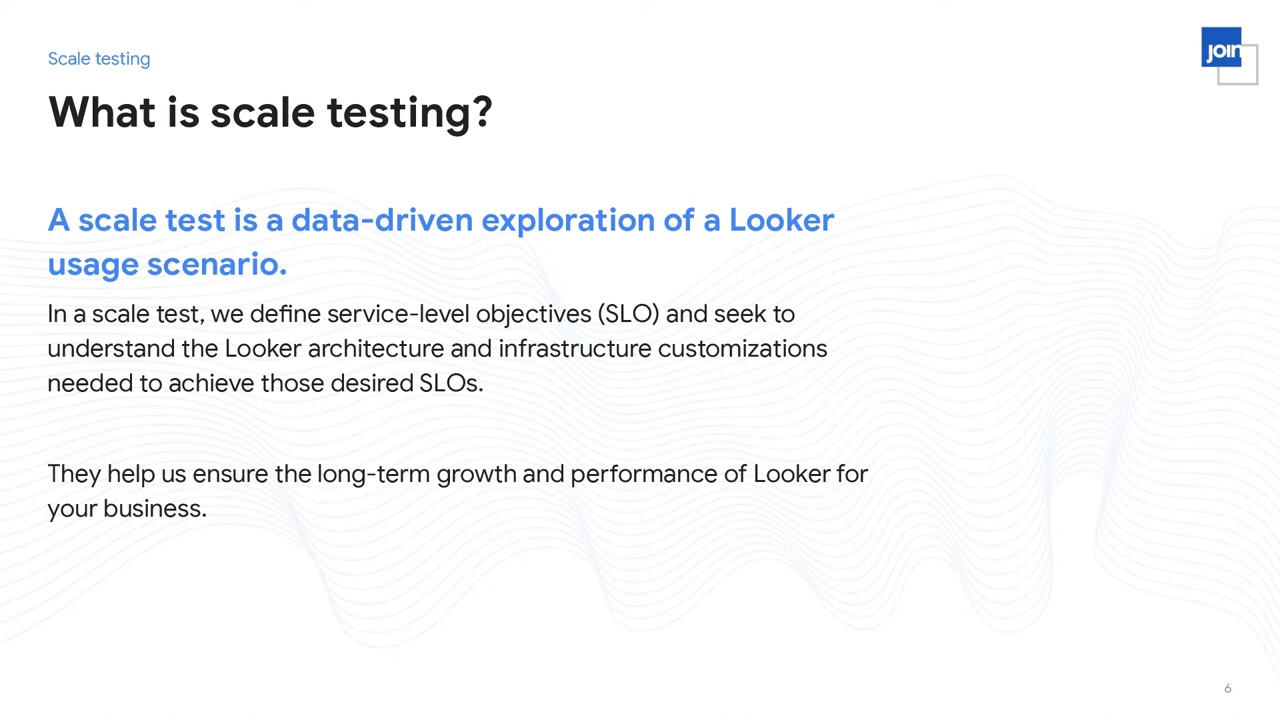 Scale testing
join
What is scale testing?
A scale test is a data-driven exploration of a Looker
usage scenario.
In a scale test, we define service-level objectives (SLO) and seek to
understand the Looker architecture and infrastructure customizations
needed to achieve those desired SLOs.
They help us ensure the long-term growth and performance of Looker for
your business.
6